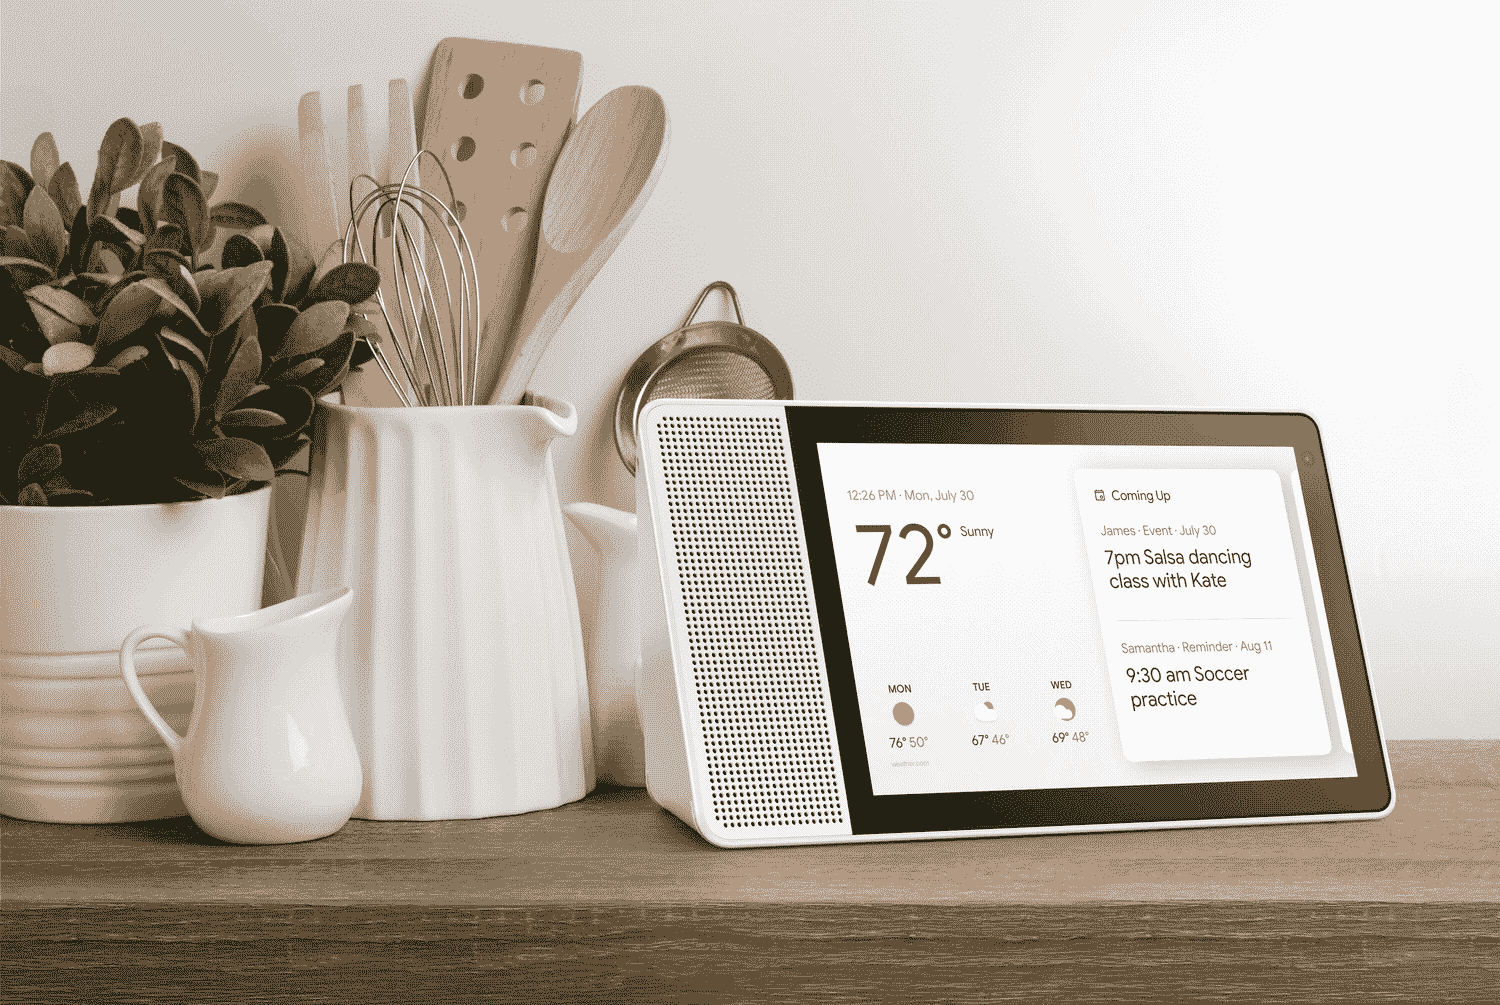 12:26 PM · Mon, July 30
72° Sunny
MON
TUE
WED
76° 50°
67° 46°
69° 48°
weather.com
Coming Up
James · Event · July 30
7pm Salsa dancing
class with Kate
Samantha · Reminder · Aug 11
9:30 am Soccer
practice